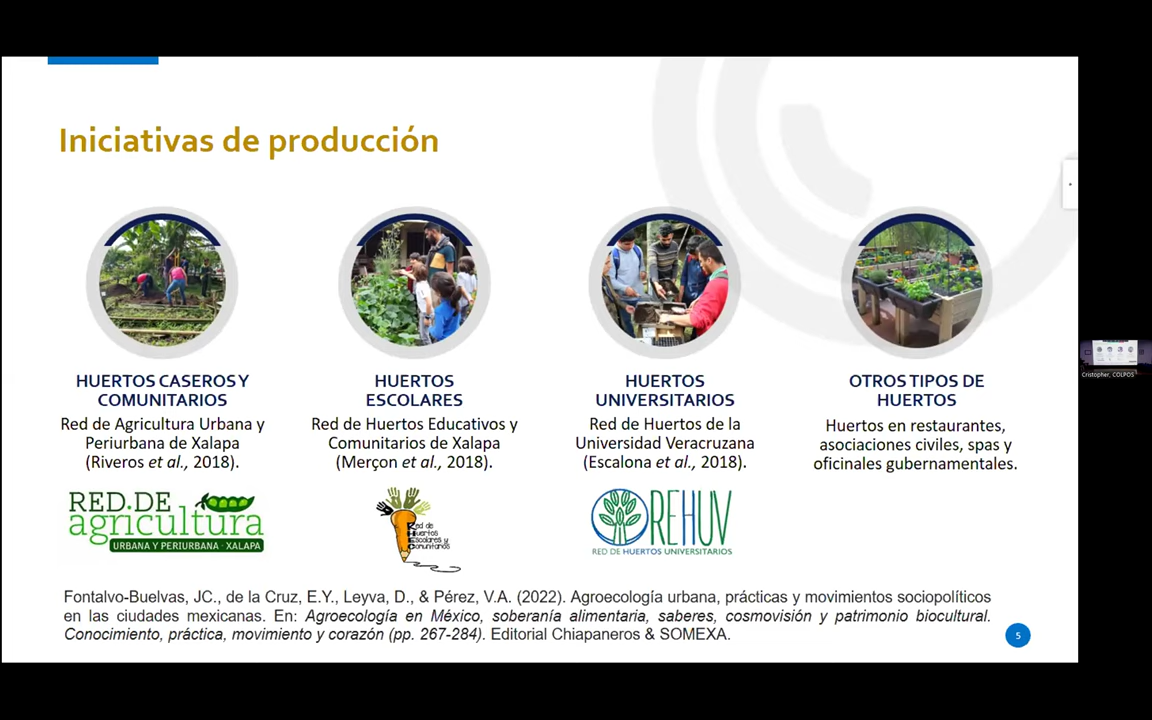 Iniciativas de producción
HUERTOS CASEROS Y
COMUNITARIOS
Red de Agricultura Urbana y
Periurbana de Xalapa
(Riveros et al., 2018).
RED.DE
agricultura
URBANA Y PERIURBANA · XALAPA
HUERTOS
ESCOLARES
Red de Huertos Educativos y
Comunitarios de Xalapa
(Merçon et al., 2018).
Red de
Huertos
Escolares y
Comunitarios
HUERTOS
UNIVERSITARIOS
Red de Huertos de la
Universidad Veracruzana
(Escalona et al., 2018).
REHUV
RED DE HUERTOS UNIVERSITARIOS
OTROS TIPOS DE
HUERTOS
Huertos en restaurantes,
asociaciones civiles, spas y
oficinales gubernamentales.
Fontalvo-Buelvas, JC., de la Cruz, E.Y., Leyva, D., & Pérez, V.A. (2022). Agroecología urbana, prácticas y movimientos sociopolíticos
en las ciudades mexicanas. En: Agroecología en México, soberanía alimentaria, saberes, cosmovisión y patrimonio biocultural.
Conocimiento, práctica, movimiento y corazón (pp. 267-284). Editorial Chiapaneros & SOMEXA.
5
Cristopher, COLPOS